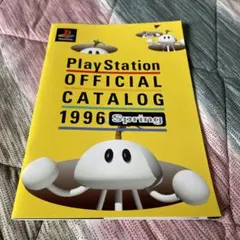 PlayStation
OFFICIAL
CATALOG
1996 Spring